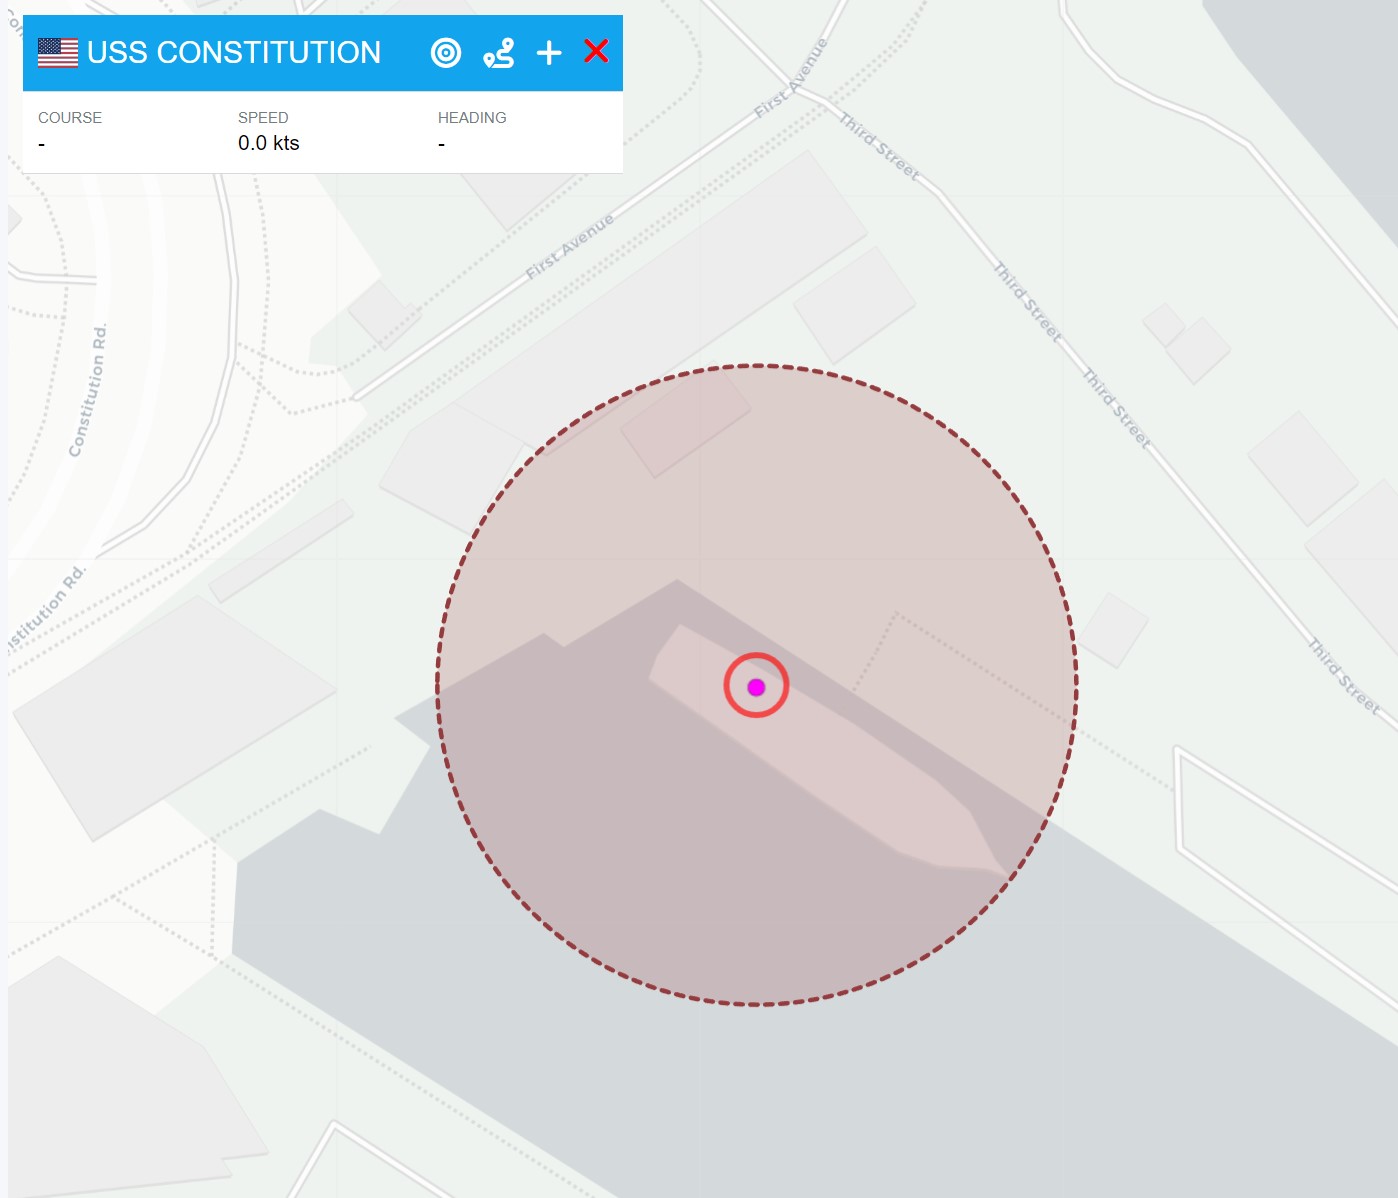 USS CONSTITUTION
COURSE SPEED HEADING
- 0.0 kts -
First Avenue
Third Street
First Avenue
Third Street
Constitution Rd.
Third Street
nstitution Rd.
Third Street